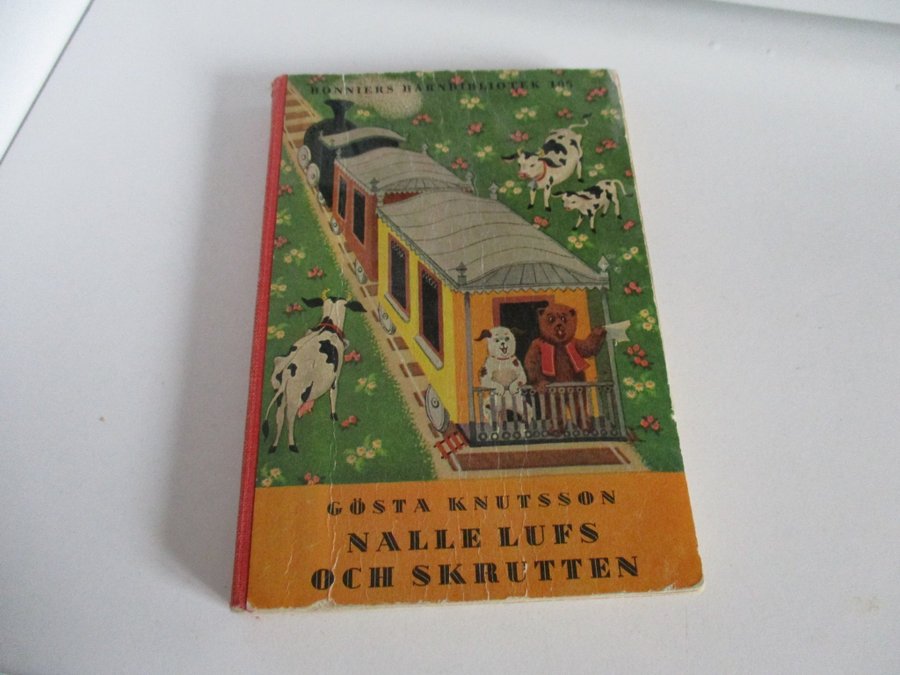 BONNIERS BARNBIBLIOTEK 105
GÖSTA KNUTSSON
NALLE LUFS
OCH SKRUTTEN